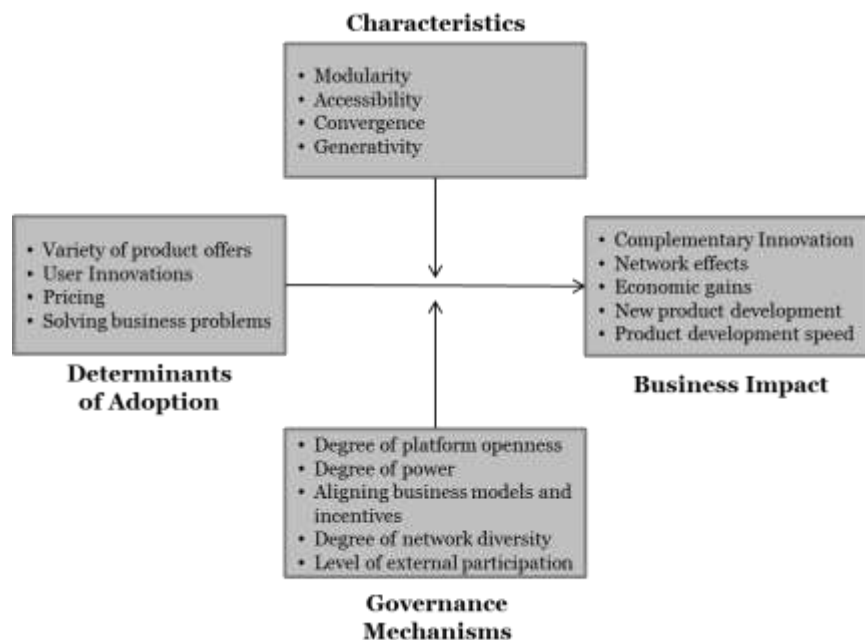 Characteristics
• Modularity
• Accessibility
• Convergence
• Generativity
• Variety of product offers
• User Innovations
• Pricing
• Solving business problems
Determinants
of Adoption
• Complementary Innovation
• Network effects
• Economic gains
• New product development
• Product development speed
Business Impact
• Degree of platform openness
• Degree of power
• Aligning business models and
incentives
• Degree of network diversity
• Level of external participation
Governance
Mechanisms